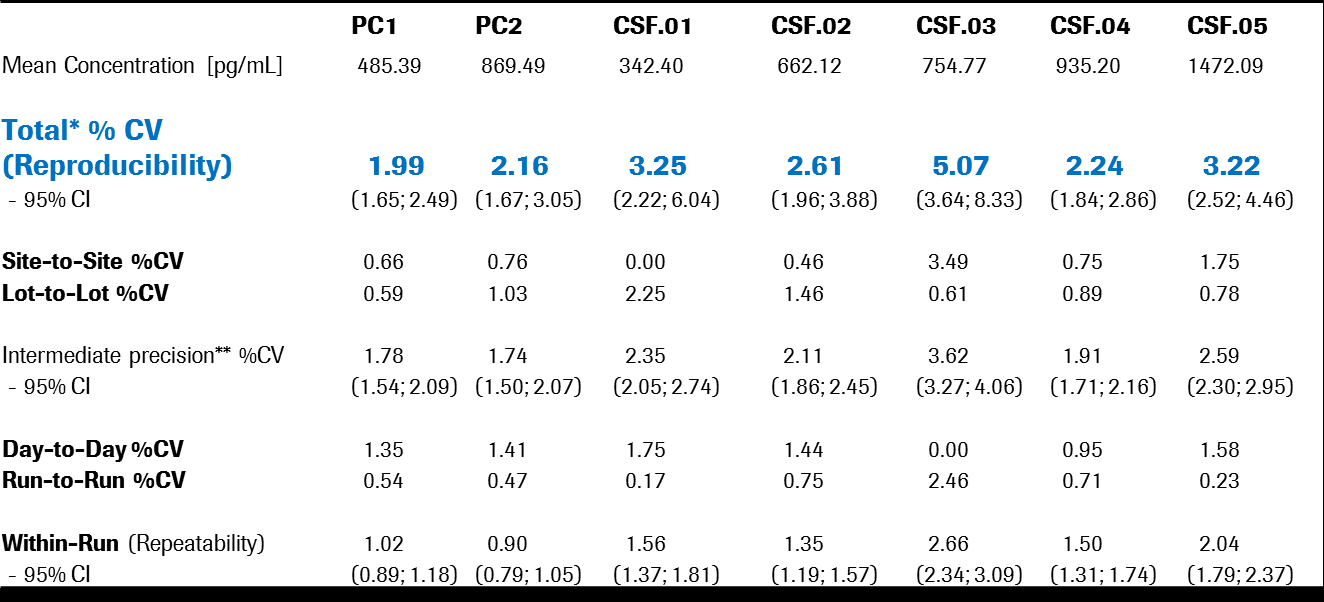 PC1 PC2 CSF.01 CSF.02 CSF.03 CSF.04 CSF.05
Mean Concentration [pg/mL] 485.39 869.49 342.40 662.12 754.77 935.20 1472.09
Total* % CV
(Reproducibility) 1.99 2.16 3.25 2.61 5.07 2.24 3.22
- 95% CI (1.65; 2.49) (1.67; 3.05) (2.22; 6.04) (1.96; 3.88) (3.64; 8.33) (1.84; 2.86) (2.52; 4.46)
Site-to-Site %CV 0.66 0.76 0.00 0.46 3.49 0.75 1.75
Lot-to-Lot %CV 0.59 1.03 2.25 1.46 0.61 0.89 0.78
Intermediate precision** %CV 1.78 1.74 2.35 2.11 3.62 1.91 2.59
- 95% CI (1.54; 2.09) (1.50; 2.07) (2.05; 2.74) (1.86; 2.45) (3.27; 4.06) (1.71; 2.16) (2.30; 2.95)
Day-to-Day %CV 1.35 1.41 1.75 1.44 0.00 0.95 1.58
Run-to-Run %CV 0.54 0.47 0.17 0.75 2.46 0.71 0.23
Within-Run (Repeatability) 1.02 0.90 1.56 1.35 2.66 1.50 2.04
- 95% CI (0.89; 1.18) (0.79; 1.05) (1.37; 1.81) (1.19; 1.57) (2.34; 3.09) (1.31; 1.74) (1.79; 2.37)